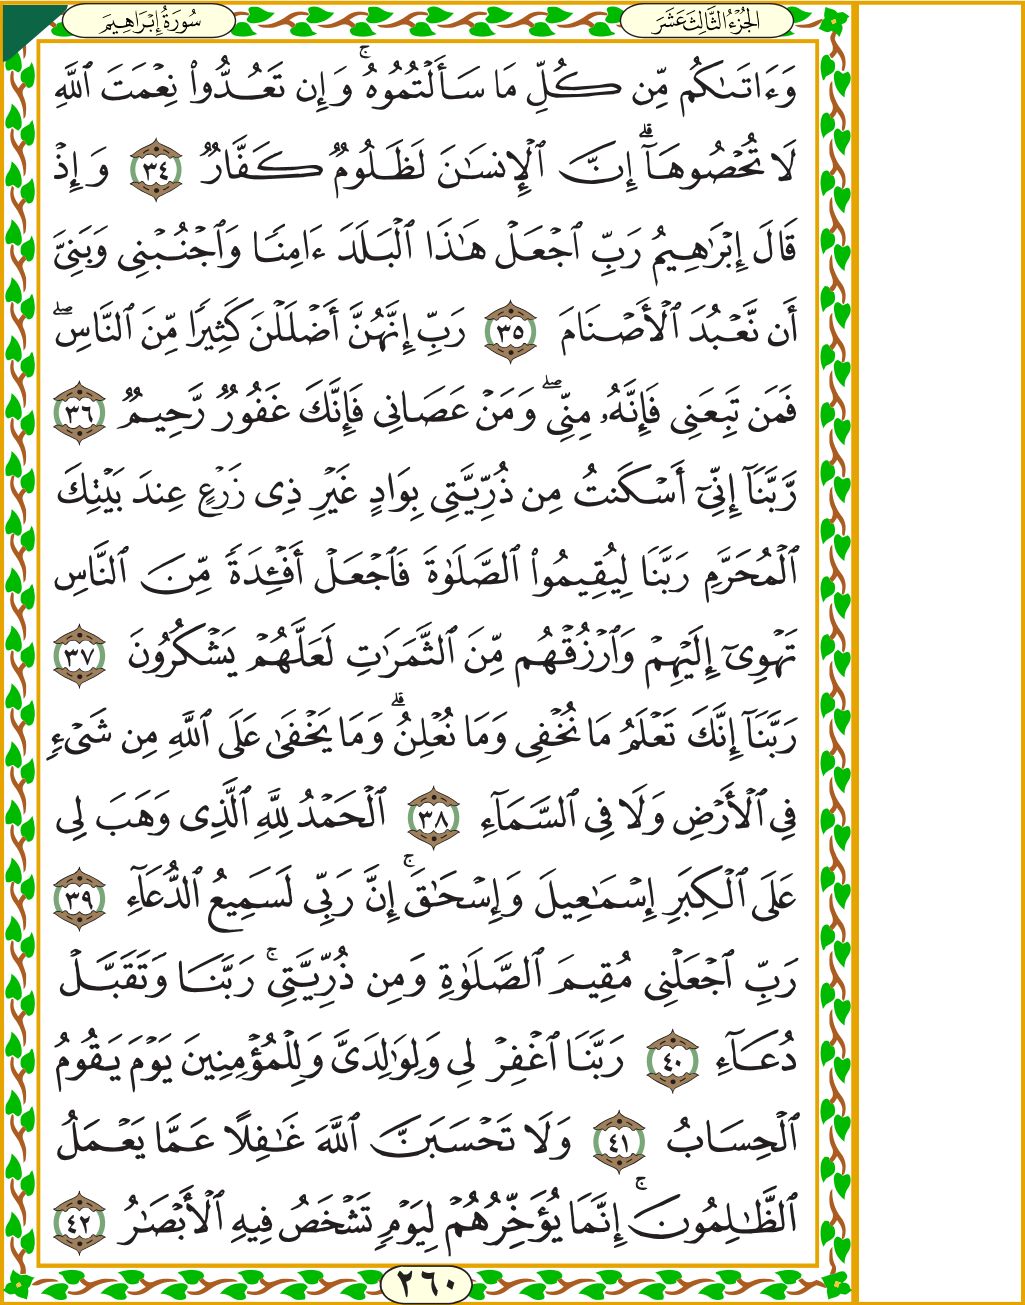 سُورَةُ إِبْرَاهِيمَ
الجُزءُ الثَّالِثَ عَشَرَ
وَءَاتَىٰكُم مِّن كُلِّ مَا سَأَلْتُمُوهُ ۚ وَإِن تَعُدُّوا۟ نِعْمَتَ ٱللَّهِ
لَا تُحْصُوهَآ ۗ إِنَّ ٱلْإِنسَـٰنَ لَظَلُومٌ كَفَّارٌ ٣٤ وَإِذْ
قَالَ إِبْرَٰهِيمُ رَبِّ ٱجْعَلْ هَـٰذَا ٱلْبَلَدَ ءَامِنًا وَٱجْنُبْنِى وَبَنِىَّ
أَن نَّعْبُدَ ٱلْأَصْنَامَ ٣٥ رَبِّ إِنَّهُنَّ أَضْلَلْنَ كَثِيرًا مِّنَ ٱلنَّاسِ ۖ
فَمَن تَبِعَنِى فَإِنَّهُۥ مِنِّى ۖ وَمَنْ عَصَانِى فَإِنَّكَ غَفُورٌ رَّحِيمٌ ٣٦
رَّبَّنَآ إِنِّىٓ أَسْكَنتُ مِن ذُرِّيَّتِى بِوَادٍ غَيْرِ ذِى زَرْعٍ عِندَ بَيْتِكَ
ٱلْمُحَرَّمِ رَبَّنَا لِيُقِيمُوا۟ ٱلصَّلَوٰةَ فَٱجْعَلْ أَفْـِٔدَةً مِّنَ ٱلنَّاسِ
تَهْوِىٓ إِلَيْهِمْ وَٱرْزُقْهُم مِّنَ ٱلثَّمَرَٰتِ لَعَلَّهُمْ يَشْكُرُونَ ٣٧
رَبَّنَآ إِنَّكَ تَعْلَمُ مَا نُخْفِى وَمَا نُعْلِنُ ۗ وَمَا يَخْفَىٰ عَلَى ٱللَّهِ مِن شَىْءٍ
فِى ٱلْأَرْضِ وَلَا فِى ٱلسَّمَآءِ ٣٨ ٱلْحَمْدُ لِلَّهِ ٱلَّذِى وَهَبَ لِى
عَلَى ٱلْكِبَرِ إِسْمَـٰعِيلَ وَإِسْحَـٰقَ ۚ إِنَّ رَبِّى لَسَمِيعُ ٱلدُّعَآءِ ٣٩
رَبِّ ٱجْعَلْنِى مُقِيمَ ٱلصَّلَوٰةِ وَمِن ذُرِّيَّتِى ۚ رَبَّنَا وَتَقَبَّلْ
دُعَآءِ ٤٠ رَبَّنَا ٱغْفِرْ لِى وَلِوَٰلِدَىَّ وَلِلْمُؤْمِنِينَ يَوْمَ يَقُومُ
ٱلْحِسَابُ ٤١ وَلَا تَحْسَبَنَّ ٱللَّهَ غَـٰفِلًا عَمَّا يَعْمَلُ
ٱلظَّـٰلِمُونَ ۚ إِنَّمَا يُؤَخِّرُهُمْ لِيَوْمٍ تَشْخَصُ فِيهِ ٱلْأَبْصَـٰرُ ٤٢
٢٦٠